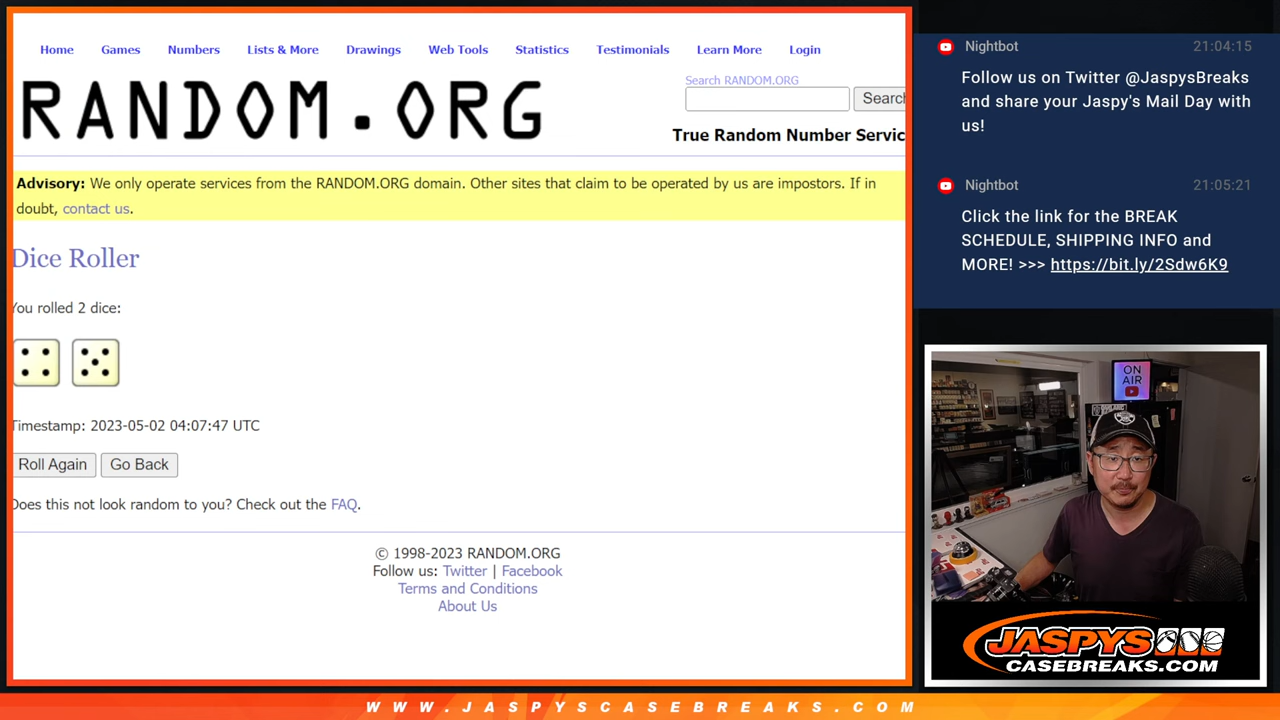 Home Games Numbers Lists & More Drawings Web Tools Statistics Testimonials Learn More Login
Search RANDOM.ORG
RANDOM.ORG
Search
True Random Number Servic
Advisory: We only operate services from the RANDOM.ORG domain. Other sites that claim to be operated by us are impostors. If in
doubt, contact us.
Dice Roller
You rolled 2 dice:
Timestamp: 2023-05-02 04:07:47 UTC
Roll Again Go Back
Does this not look random to you? Check out the FAQ.
© 1998-2023 RANDOM.ORG
Follow us: Twitter | Facebook
Terms and Conditions
About Us
Nightbot 21:04:15
Follow us on Twitter @JaspysBreaks
and share your Jaspy's Mail Day with
us!
Nightbot 21:05:21
Click the link for the BREAK
SCHEDULE, SHIPPING INFO and
MORE! >>> https://bit.ly/2Sdw6K9
ON
AIR
JASPYS
CASEBREAKS.COM
WWW.JASPYSCASEBREAKS.COM